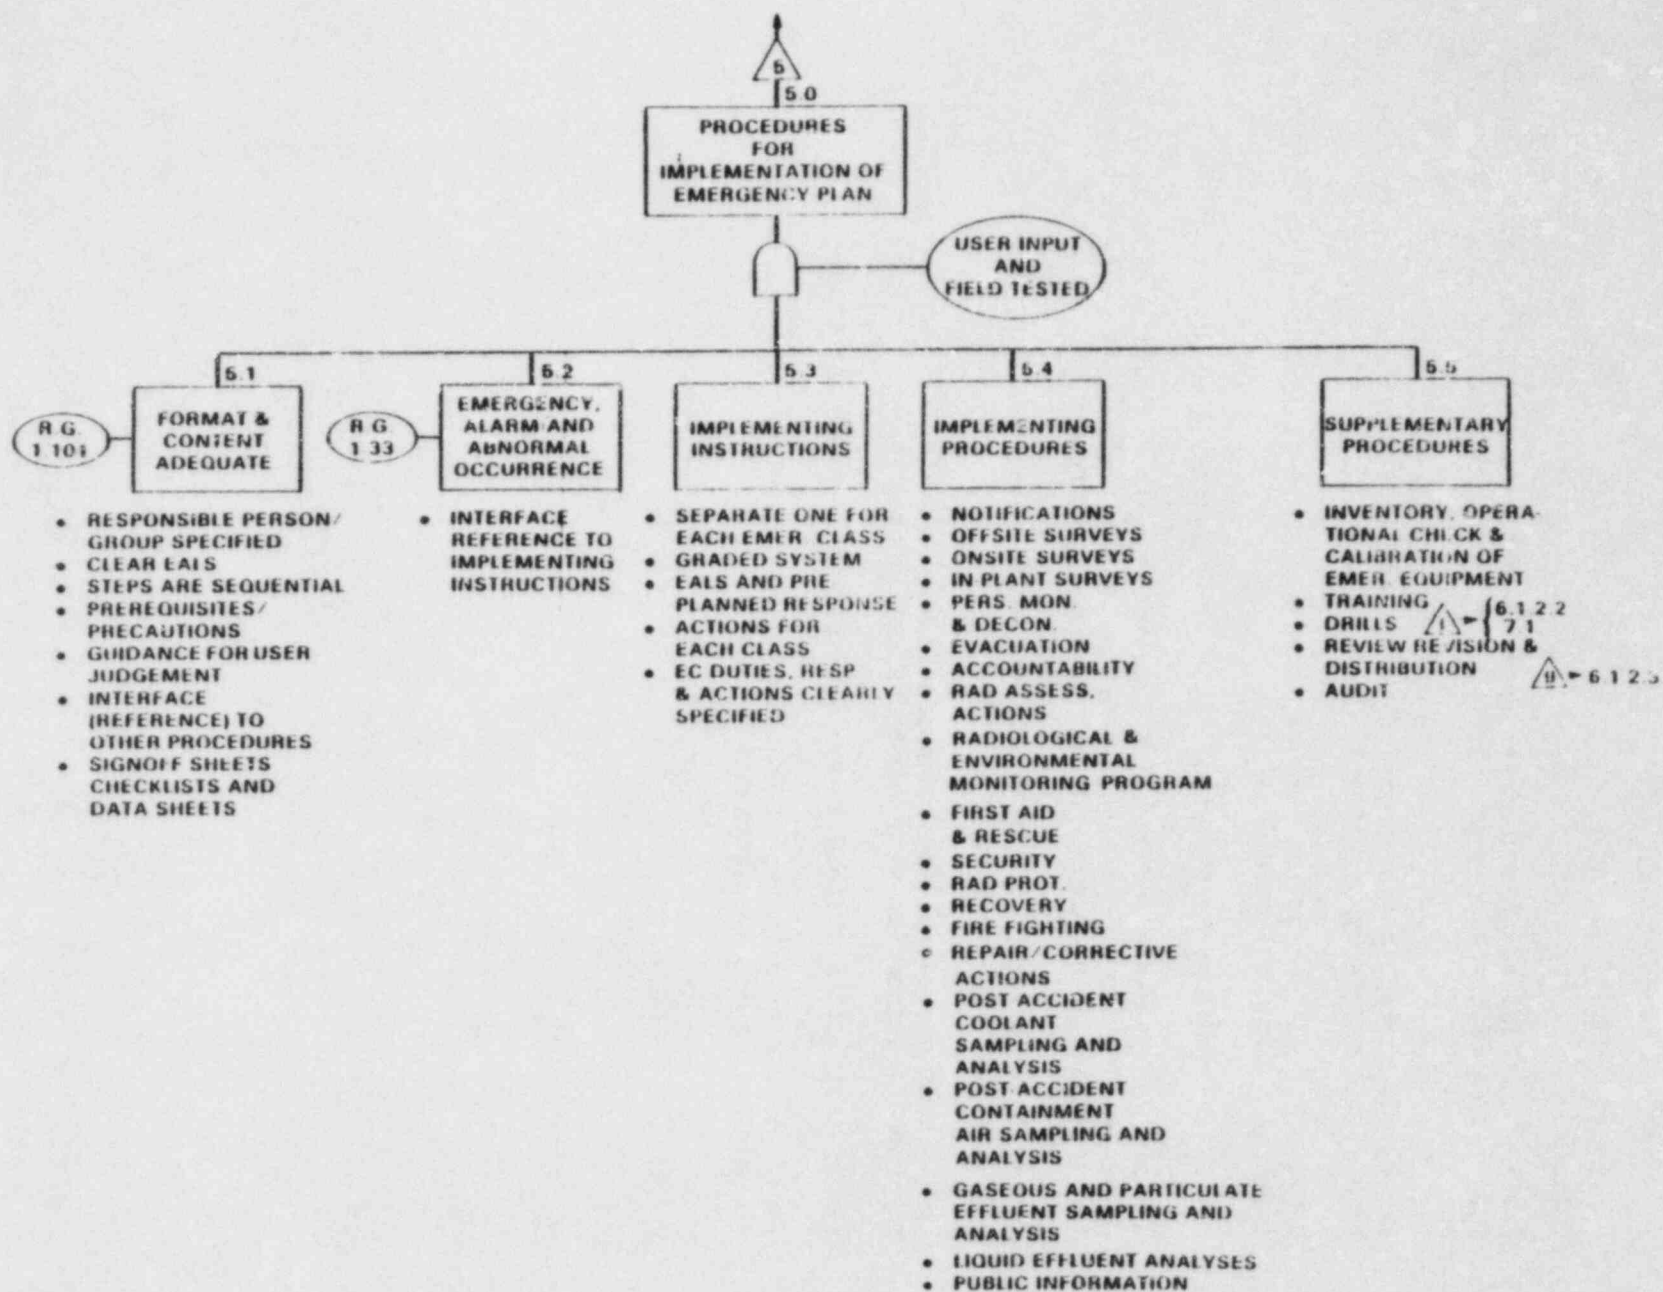 5
5.0
PROCEDURES
FOR
IMPLEMENTATION OF
EMERGENCY PLAN
USER INPUT
AND
FIELD TESTED
5.1
R G.
1 101
FORMAT &
CONTENT
ADEQUATE
• RESPONSIBLE PERSON/
GROUP SPECIFIED
• CLEAR EALS
• STEPS ARE SEQUENTIAL
• PREREQUISITES/
PRECAUTIONS
• GUIDANCE FOR USER
JUDGEMENT
• INTERFACE
(REFERENCE) TO
OTHER PROCEDURES
• SIGNOFF SHEETS
CHECKLISTS AND
DATA SHEETS
5.2
R G
1 33
EMERGENCY,
ALARM AND
ABNORMAL
OCCURRENCE
• INTERFACE
REFERENCE TO
IMPLEMENTING
INSTRUCTIONS
5.3
IMPLEMENTING
INSTRUCTIONS
• SEPARATE ONE FOR
EACH EMER CLASS
• GRADED SYSTEM
• EALS AND PRE
PLANNED RESPONSE
• ACTIONS FOR
EACH CLASS
• EC DUTIES, RESP
& ACTIONS CLEARLY
SPECIFIED
5.4
IMPLEMENTING
PROCEDURES
• NOTIFICATIONS
• OFFSITE SURVEYS
• ONSITE SURVEYS
• IN PLANT SURVEYS
• PERS. MON.
& DECON.
• EVACUATION
• ACCOUNTABILITY
• RAD ASSESS,
ACTIONS
• RADIOLOGICAL &
ENVIRONMENTAL
MONITORING PROGRAM
• FIRST AID
& RESCUE
• SECURITY
• RAD PROT.
• RECOVERY
• FIRE FIGHTING
• REPAIR/CORRECTIVE
ACTIONS
• POST ACCIDENT
COOLANT
SAMPLING AND
ANALYSIS
• POST ACCIDENT
CONTAINMENT
AIR SAMPLING AND
ANALYSIS
• GASEOUS AND PARTICULATE
EFFLUENT SAMPLING AND
ANALYSIS
• LIQUID EFFLUENT ANALYSES
• PUBLIC INFORMATION
5.5
SUPPLEMENTARY
PROCEDURES
• INVENTORY, OPERA-
TIONAL CHECK &
CALIBRATION OF
EMER. EQUIPMENT
• TRAINING
• DRILLS
6.1.2.2
7.1
• REVIEW REVISION &
DISTRIBUTION
• AUDIT